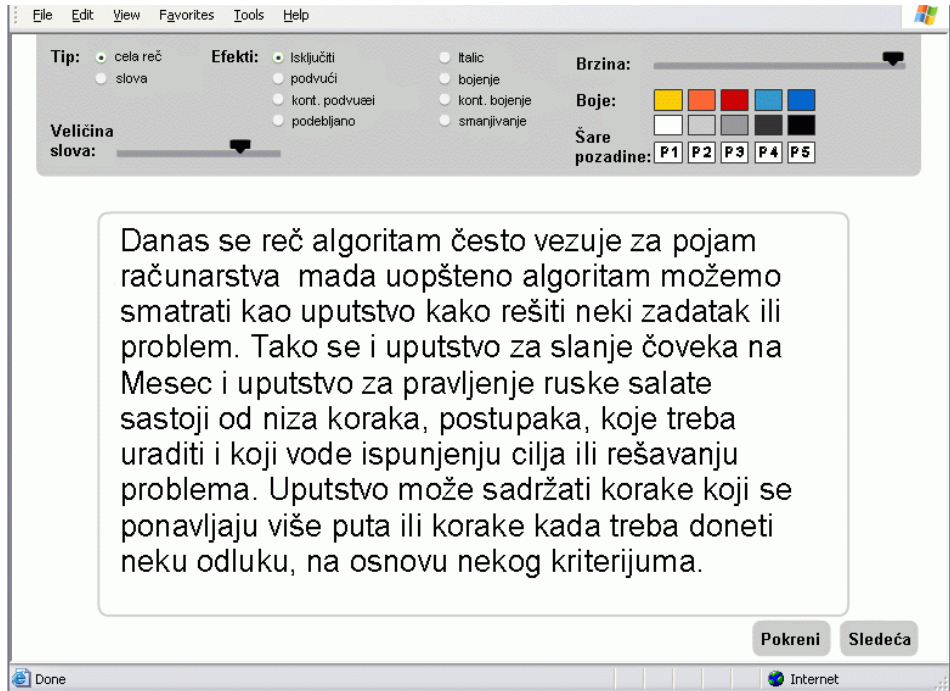 File Edit View Favorites Tools Help
Tip: cela reč Efekti: Isključiti Italic Brzina:
slova podvući bojenje
kont. podvuæi kont. bojenje Boje:
podebljano smanjivanje
Veličina
slova:
Šare
pozadine: P1 P2 P3 P4 P5
Danas se reč algoritam često vezuje za pojam
računarstva mada uopšteno algoritam možemo
smatrati kao uputstvo kako rešiti neki zadatak ili
problem. Tako se i uputstvo za slanje čoveka na
Mesec i uputstvo za pravljenje ruske salate
sastoji od niza koraka, postupaka, koje treba
uraditi i koji vode ispunjenju cilja ili rešavanju
problema. Uputstvo može sadržati korake koji se
ponavljaju više puta ili korake kada treba doneti
neku odluku, na osnovu nekog kriterijuma.
Pokreni Sledeća
Done Internet